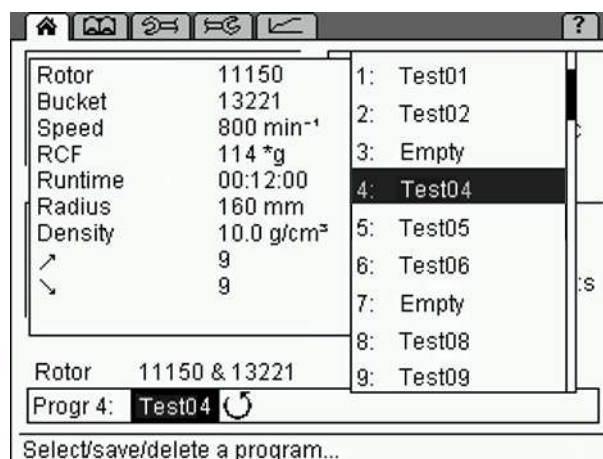 ?
Rotor 11150
Bucket 13221
Speed 800 min⁻¹
RCF 114 *g
Runtime 00:12:00
Radius 160 mm
Density 10.0 g/cm³
↗ 9
↘ 9
1: Test01
2: Test02
3: Empty
4: Test04
5: Test05
6: Test06
7: Empty
8: Test08
9: Test09
:s
Rotor 11150 & 13221
Progr 4: Test04
Select/save/delete a program...